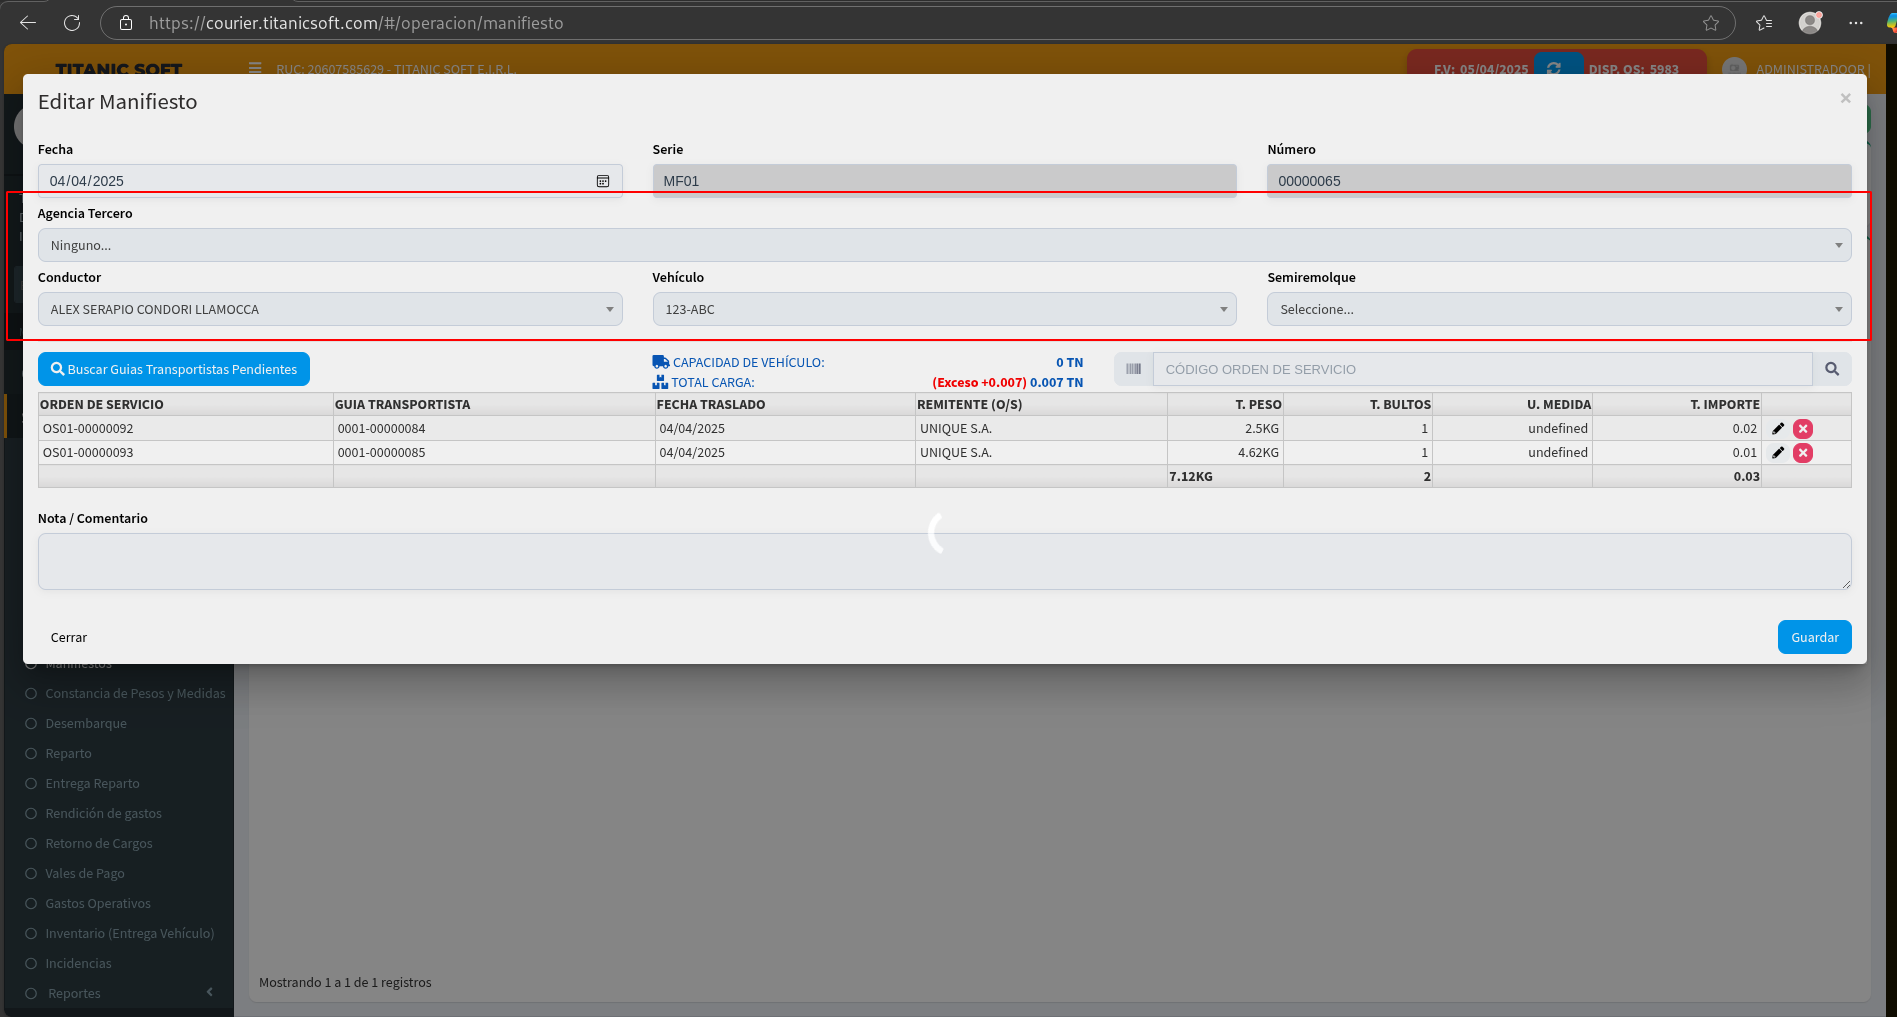 https://courier.titanicsoft.com/#/operacion/manifiesto
TITANIC SOFT
RUC: 20607585629 - TITANIC SOFT E.I.R.L.
F.V: 05/04/2025
DISP. OS: 5983
ADMINISTRADOOR |
Editar Manifiesto
×
Fecha
Serie
Número
04/04/2025
MF01
00000065
Agencia Tercero
Ninguno...
Conductor
Vehículo
Semiremolque
ALEX SERAPIO CONDORI LLAMOCCA
123-ABC
Seleccione...
Buscar Guias Transportistas Pendientes
CAPACIDAD DE VEHÍCULO: 0 TN
TOTAL CARGA: (Exceso +0.007) 0.007 TN
CÓDIGO ORDEN DE SERVICIO
ORDEN DE SERVICIO GUIA TRANSPORTISTA FECHA TRASLADO REMITENTE (O/S) T. PESO T. BULTOS U. MEDIDA T. IMPORTE
OS01-00000092 0001-00000084 04/04/2025 UNIQUE S.A. 2.5KG 1 undefined 0.02
OS01-00000093 0001-00000085 04/04/2025 UNIQUE S.A. 4.62KG 1 undefined 0.01
7.12KG 2 0.03
Nota / Comentario
Cerrar
Guardar
Manifiestos
Constancia de Pesos y Medidas
Desembarque
Reparto
Entrega Reparto
Rendición de gastos
Retorno de Cargos
Vales de Pago
Gastos Operativos
Inventario (Entrega Vehículo)
Incidencias
Reportes
Mostrando 1 a 1 de 1 registros